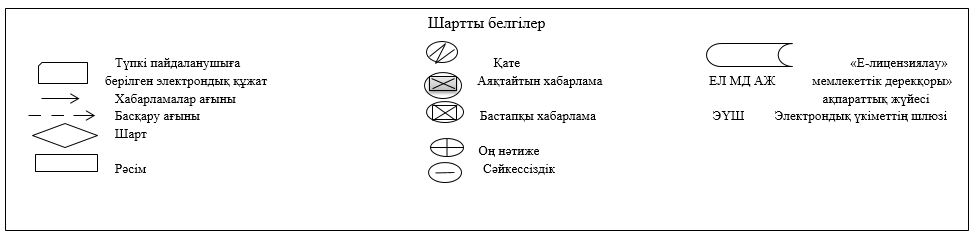 Шартты белгілер
Түпкі пайдаланушыға
берілген электрондық құжат
Хабарламалар ағыны
Басқару ағыны
Шарт
Рәсім
Қате
Аяқтайтын хабарлама
Бастапқы хабарлама
Оң нәтиже
Сәйкессіздік
«Е-лицензиялау»
ЕЛ МД АЖ мемлекеттік дерекқоры»
ақпараттық жүйесі
ЭҮШ Электрондық үкіметтің шлюзі